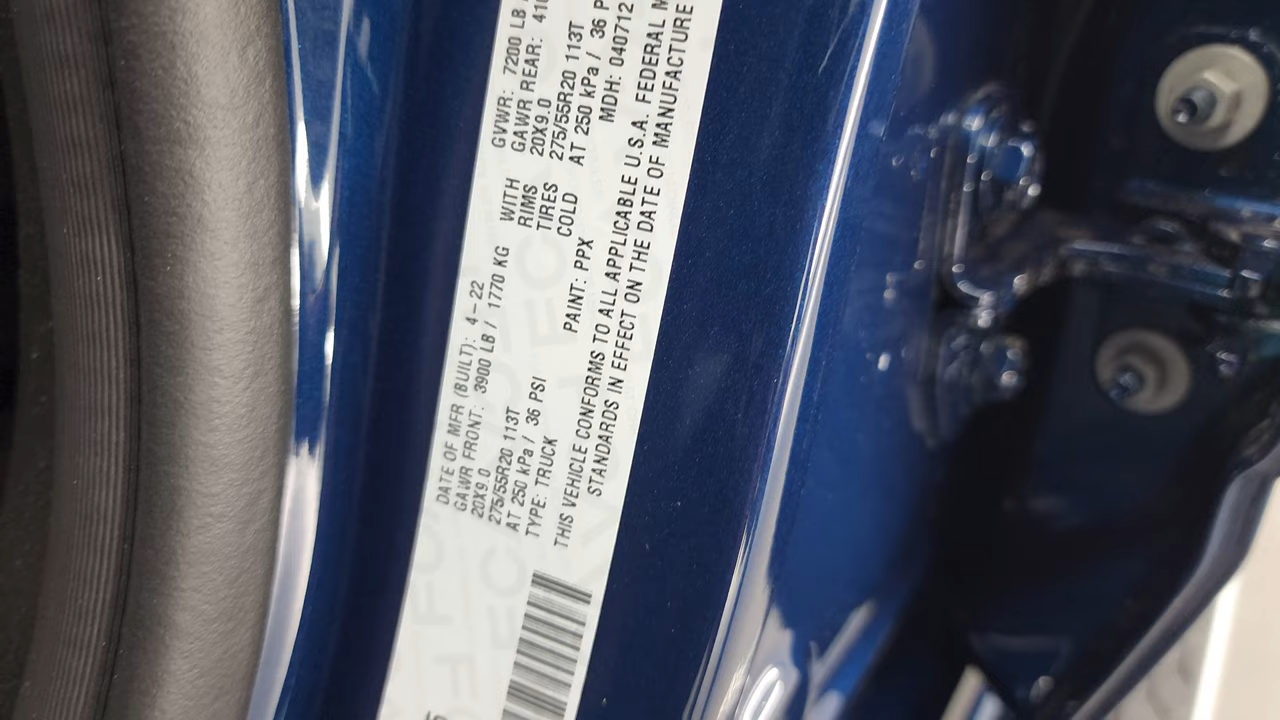 DATE OF MFR (BUILT): 4-22 GVWR: 7200 LB
GAWR FRONT: 3900 LB / 1770 KG WITH GAWR REAR:
20X9.0 RIMS 20X9.0
275/55R20 113T TIRES 275/55R20 113T
AT 250 kPa / 36 PSI COLD AT 250 kPa / 36
TYPE: TRUCK PAINT: PPX MDH: 040712
THIS VEHICLE CONFORMS TO ALL APPLICABLE U.S.A. FEDERAL
STANDARDS IN EFFECT ON THE DATE OF MANUFACTURE